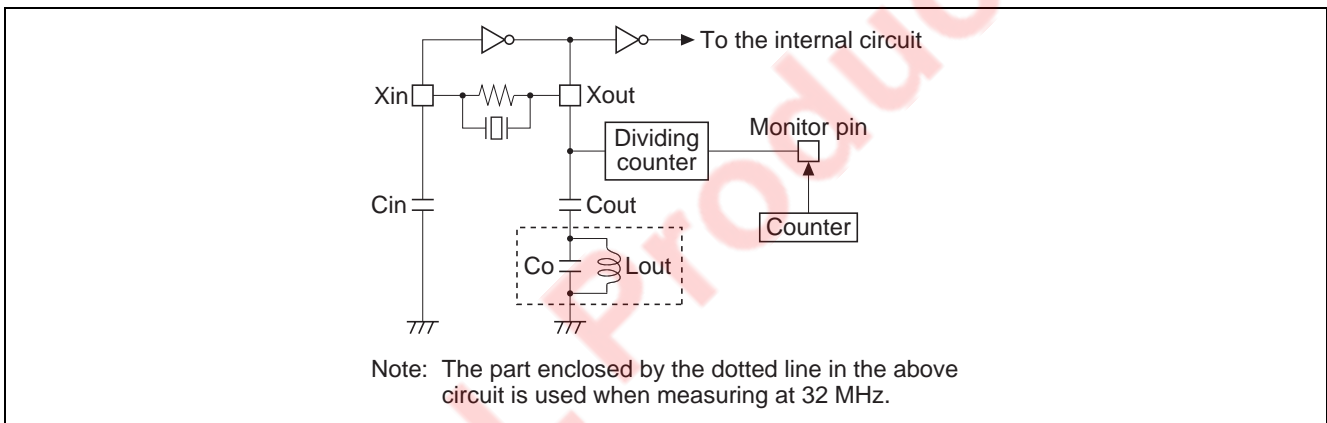 To the internal circuit
Xin
Xout
Dividing
counter
Monitor pin
Cin
Cout
Counter
Co
Lout
Note: The part enclosed by the dotted line in the above
circuit is used when measuring at 32 MHz.
L Produc